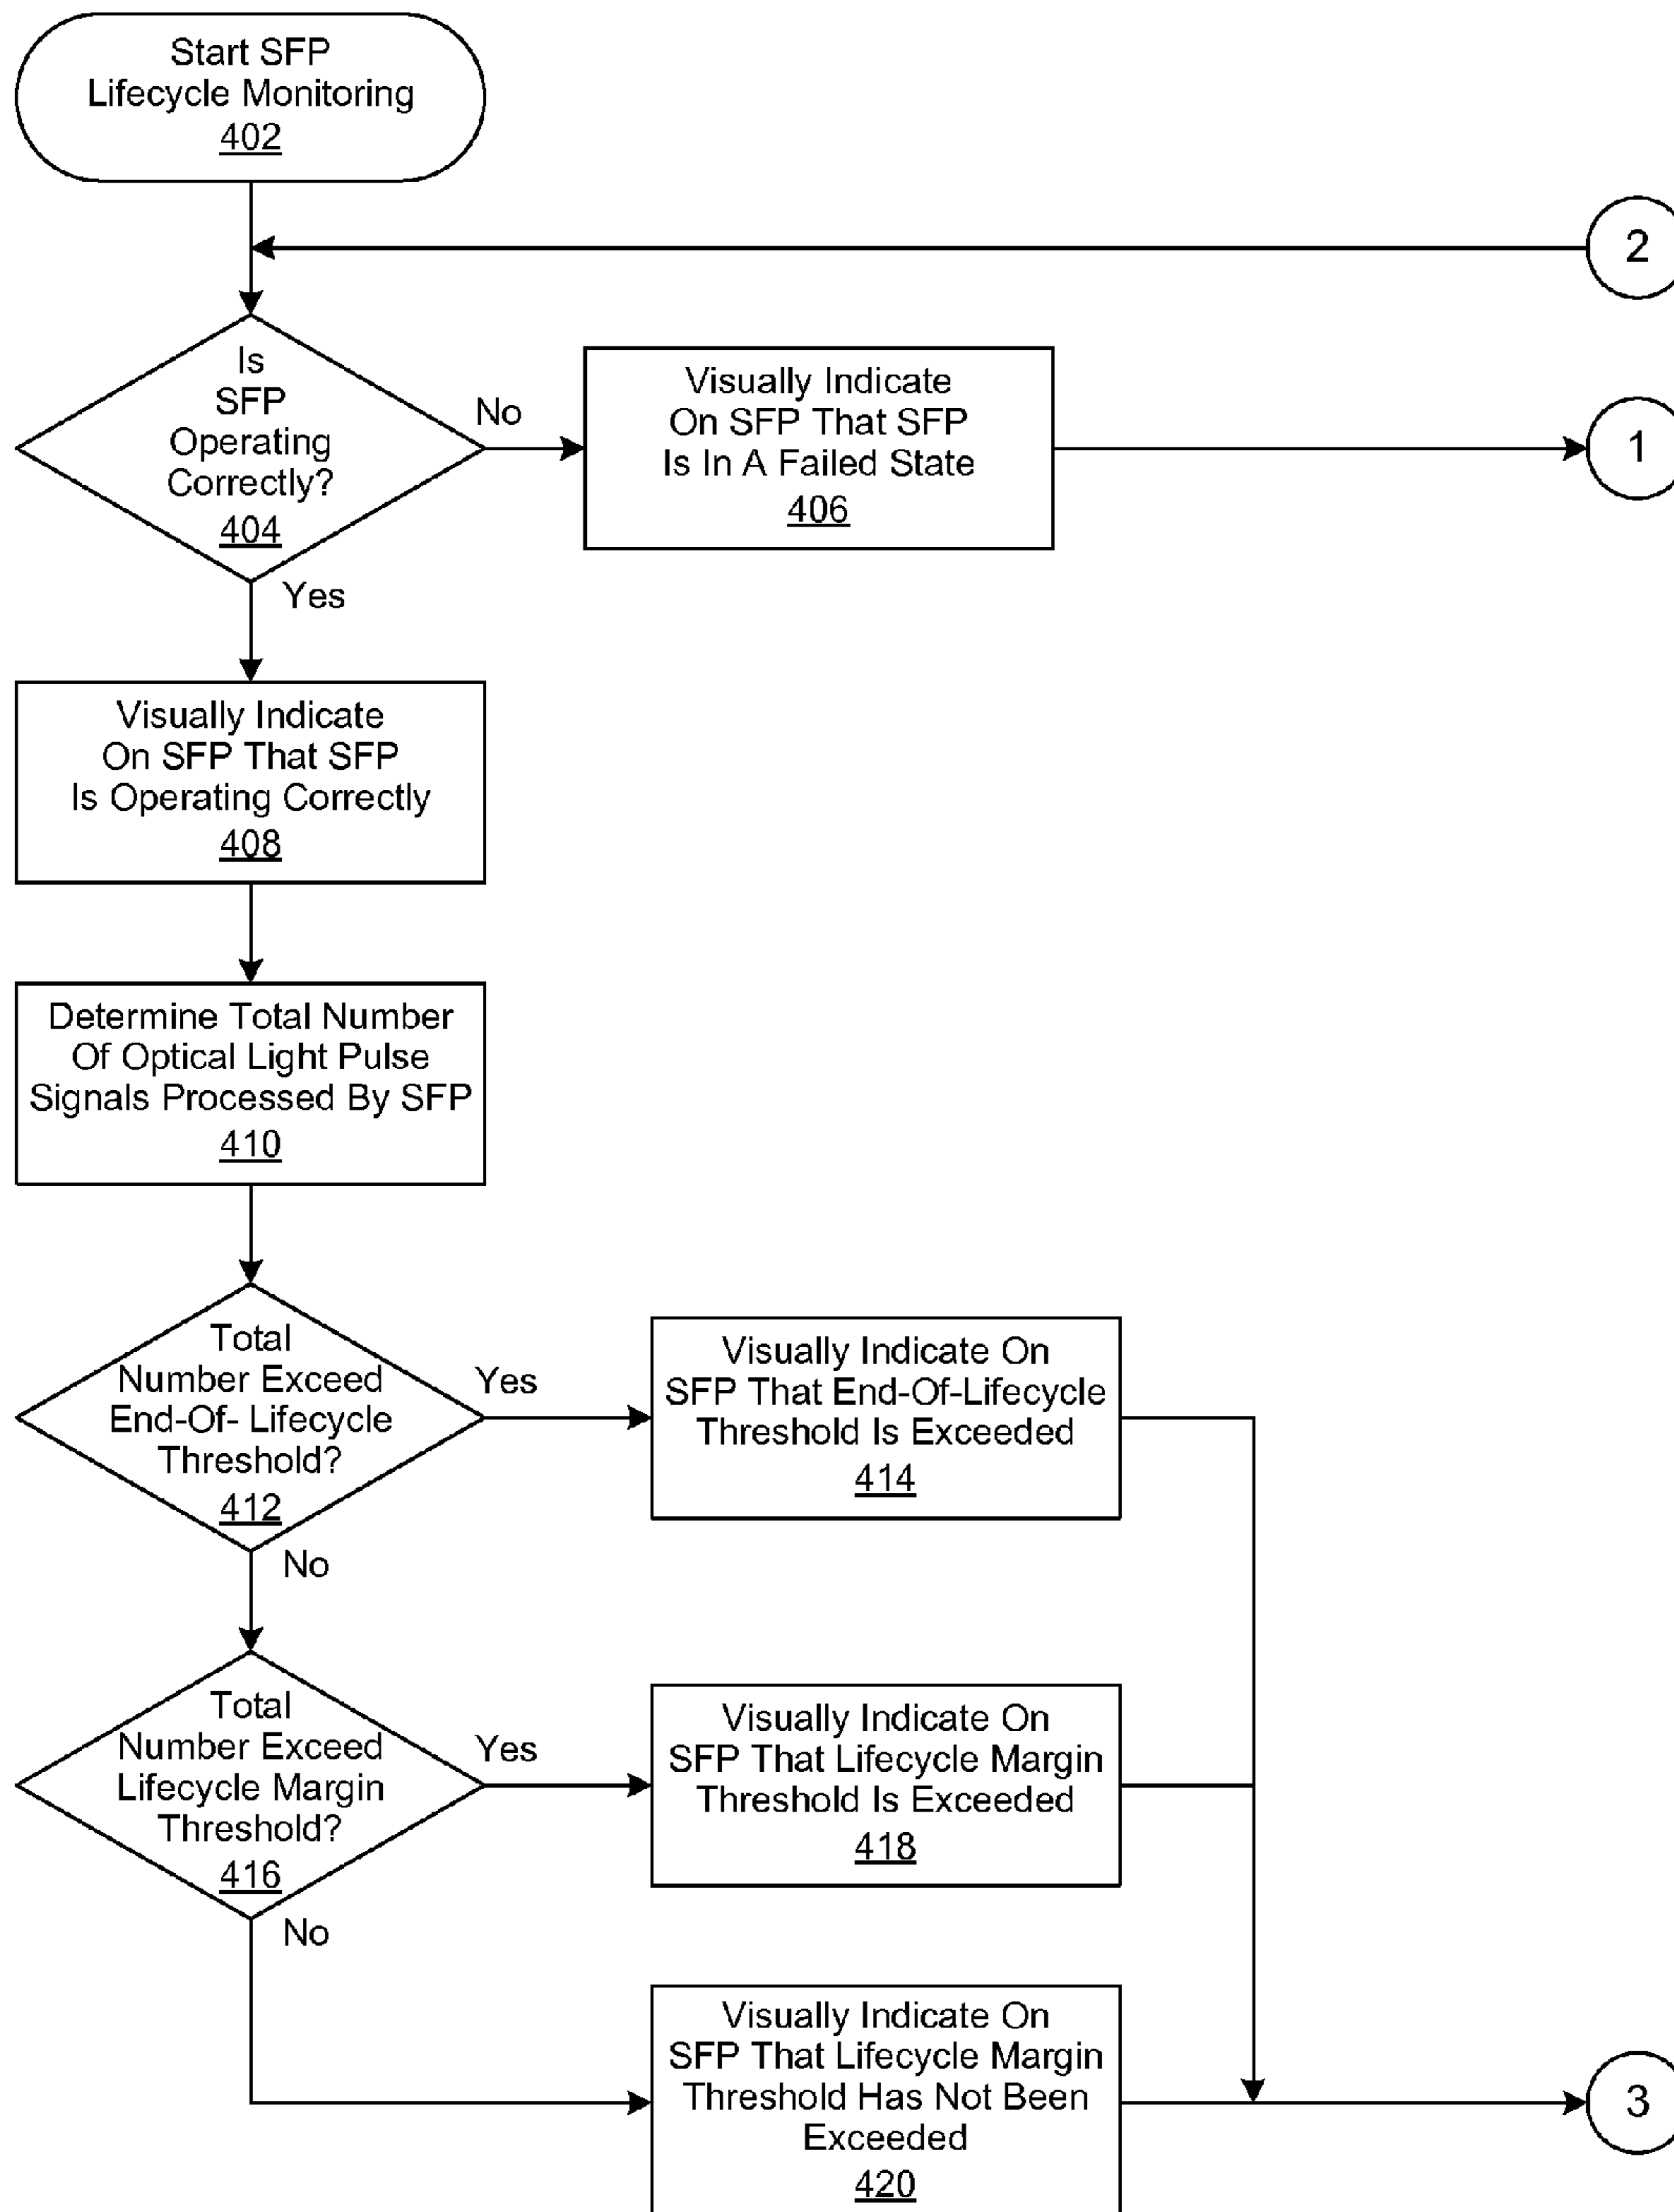 Start SFP
Lifecycle Monitoring
402
2
Is
SFP
Operating
Correctly?
404
No
Visually Indicate
On SFP That SFP
Is In A Failed State
406
1
Yes
Visually Indicate
On SFP That SFP
Is Operating Correctly
408
Determine Total Number
Of Optical Light Pulse
Signals Processed By SFP
410
Total
Number Exceed
End-Of- Lifecycle
Threshold?
412
Yes
Visually Indicate On
SFP That End-Of-Lifecycle
Threshold Is Exceeded
414
No
Total
Number Exceed
Lifecycle Margin
Threshold?
416
Yes
Visually Indicate On
SFP That Lifecycle Margin
Threshold Is Exceeded
418
No
Visually Indicate On
SFP That Lifecycle Margin
Threshold Has Not Been
Exceeded
420
3